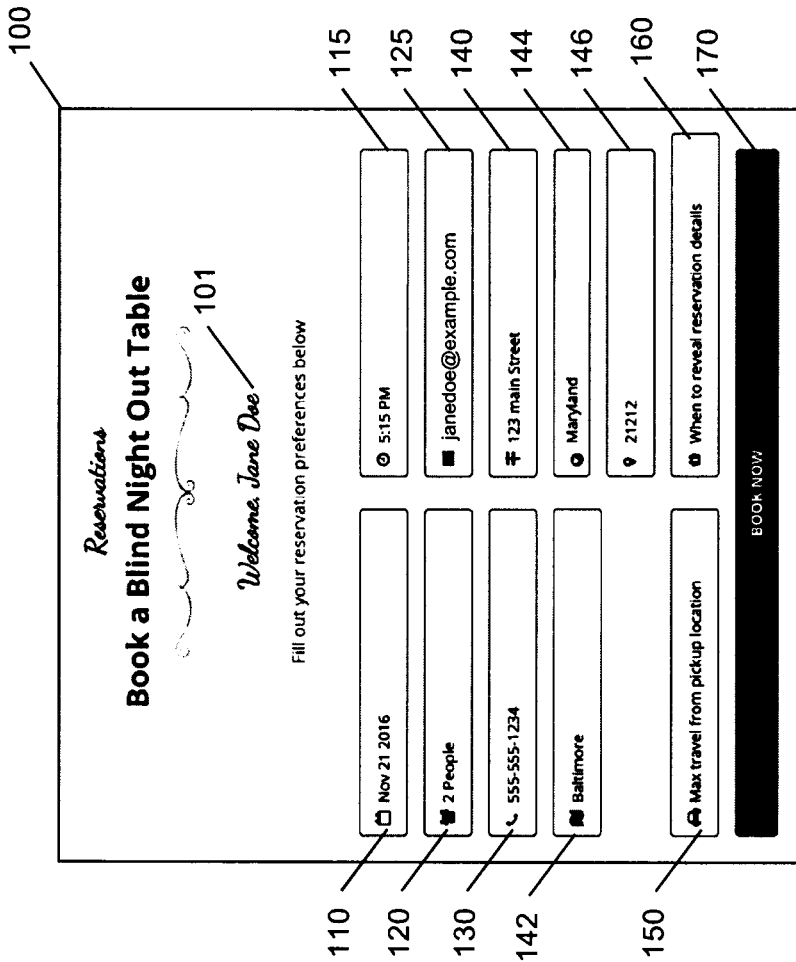 100
Reservations
Book a Blind Night Out Table
Welcome, Jane Doe
101
Fill out your reservation preferences below
110
Nov 21 2016
5:15 PM
115
120
2 People
janedoe@example.com
125
130
555-555-1234
123 main Street
140
142
Baltimore
Maryland
144
21212
146
150
Max travel from pickup location
When to reveal reservation details
160
BOOK NOW
170